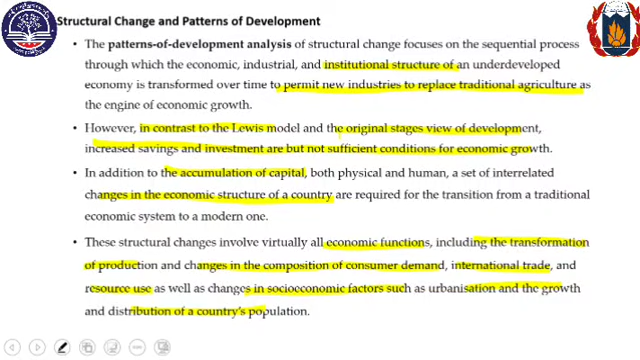 Structural Change and Patterns of Development
• The patterns-of-development analysis of structural change focuses on the sequential process
through which the economic, industrial, and institutional structure of an underdeveloped
economy is transformed over time to permit new industries to replace traditional agriculture as
the engine of economic growth.
• However, in contrast to the Lewis model and the original stages view of development,
increased savings and investment are but not sufficient conditions for economic growth.
• In addition to the accumulation of capital, both physical and human, a set of interrelated
changes in the economic structure of a country are required for the transition from a traditional
economic system to a modern one.
• These structural changes involve virtually all economic functions, including the transformation
of production and changes in the composition of consumer demand, international trade, and
resource use as well as changes in socioeconomic factors such as urbanisation and the growth
and distribution of a country's population.